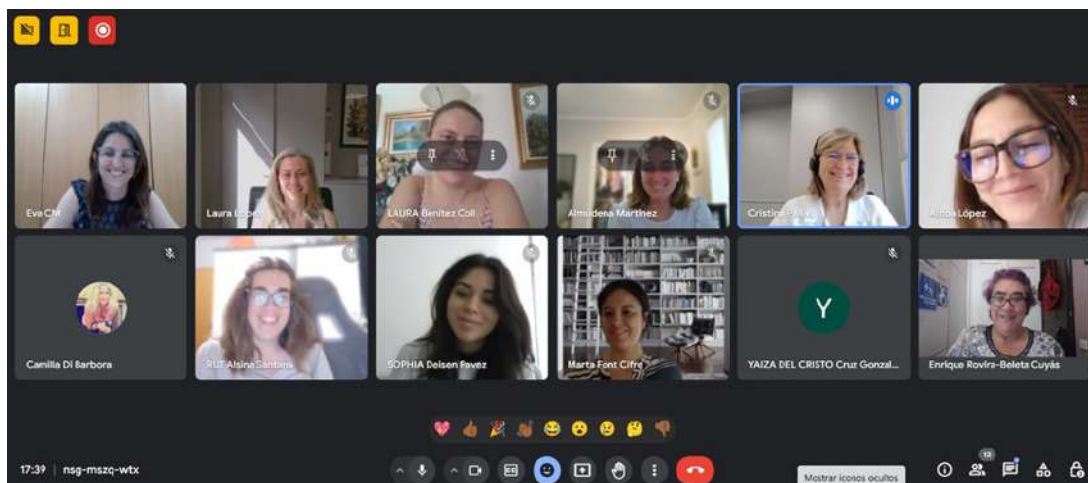 Eva CM
Laura López
LAURA Benítez Coll
Almudena Martínez
Cristina
López
Camilla Di Barbora
RUT Alsina Santana
SOPHIA Deisen Pavez
Marta Font Cifre
Y
YAIZA DEL CRISTO Cruz Gonzal...
Enrique Rovira-Beleta Cuyás
17:39 | nsg-mszq-wtx
Mostrar iconos ocultos